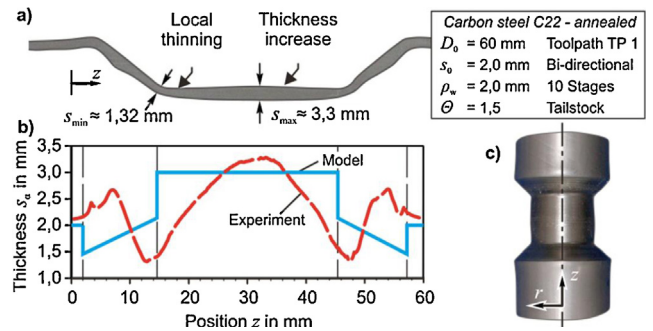 a)
Local
thinning
Thickness
increase
z
smin≈ 1,32 mm
smax≈ 3,3 mm
Carbon steel C22 - annealed
D0 = 60 mm Toolpath TP 1
s0 = 2,0 mm Bi-directional
ρw = 2,0 mm 10 Stages
Θ = 1,5 Tailstock
b)
Thickness sα in mm
3,5
3,0
2,5
2,0
1,5
1,0
Model
Experiment
0 10 20 30 40 50 60
Position z in mm
c)
r
z